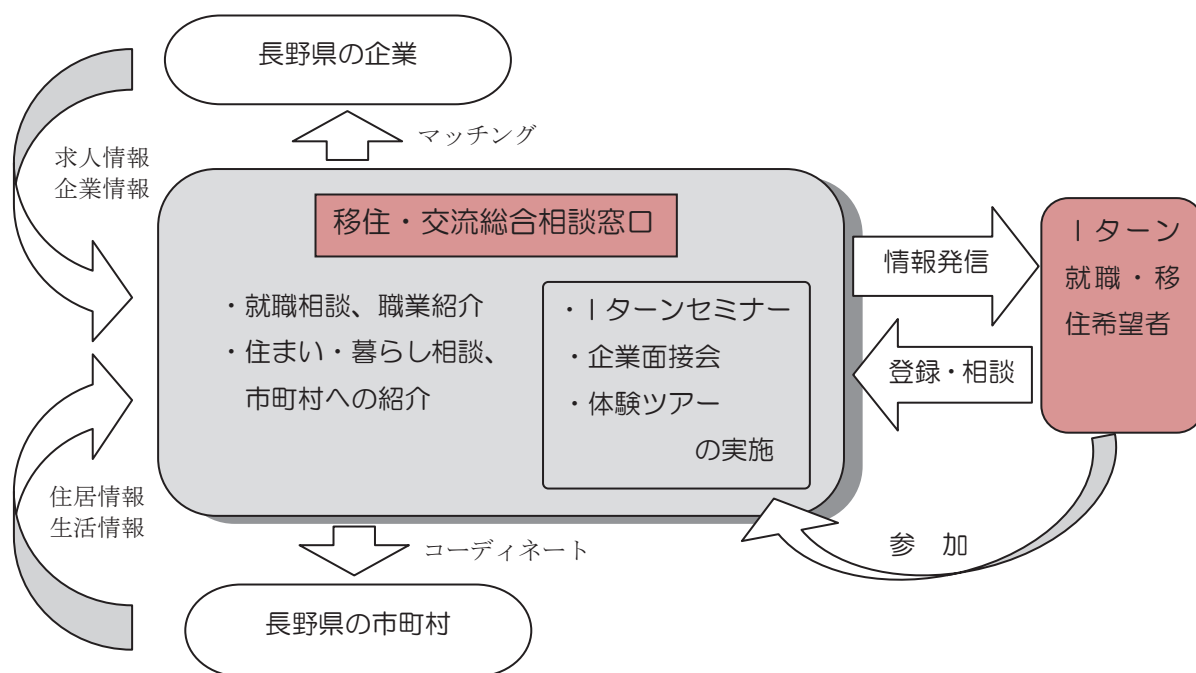 長野県の企業
マッチング
求人情報
企業情報
移住・交流総合相談窓口
・就職相談、職業紹介
・住まい・暮らし相談、
市町村への紹介
・Iターンセミナー
・企業面接会
・体験ツアー
の実施
情報発信
登録・相談
Iターン
就職・移
住希望者
住居情報
生活情報
コーディネート
参　加
長野県の市町村